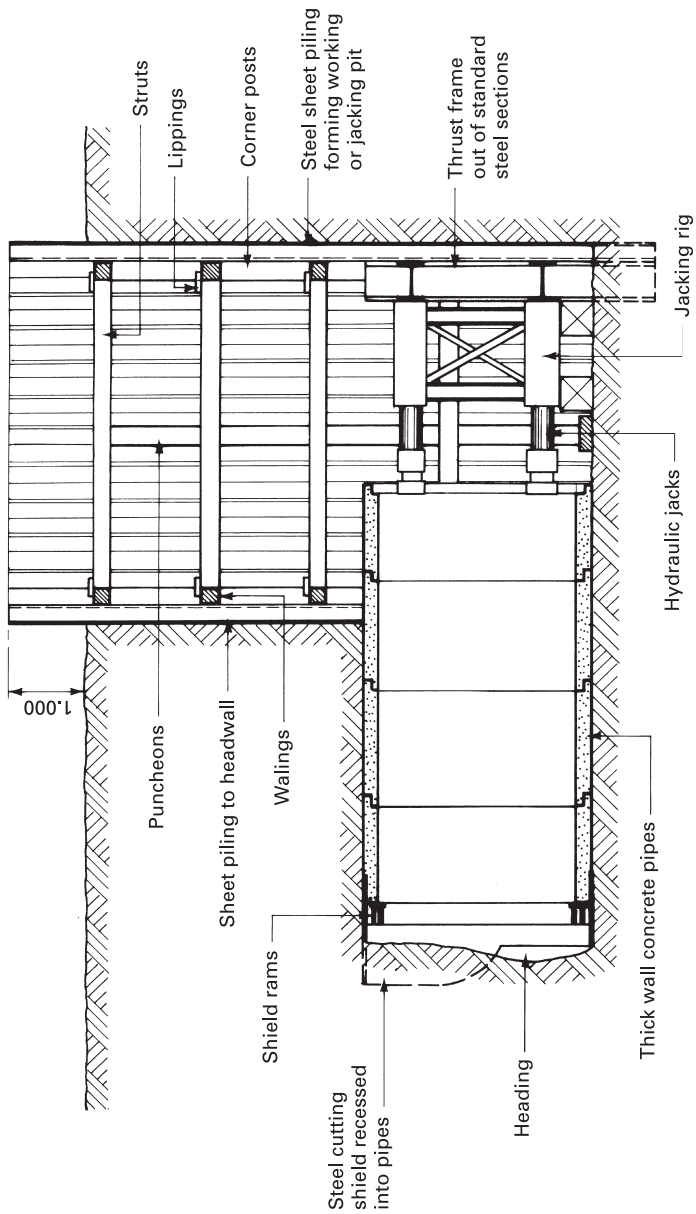 Struts
Lippings
Corner posts
Steel sheet piling
forming working
or jacking pit
Thrust frame
out of standard
steel sections
Jacking rig
Hydraulic jacks
1.000
Puncheons
Sheet piling to headwall
Walings
Shield rams
Steel cutting
shield recessed
into pipes
Heading
Thick wall concrete pipes